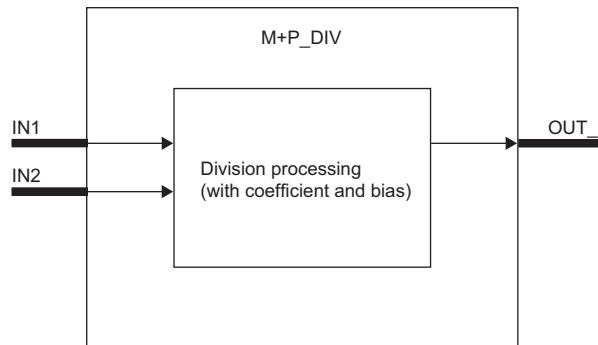 M+P_DIV
IN1
OUT_
IN2
Division processing
(with coefficient and bias)